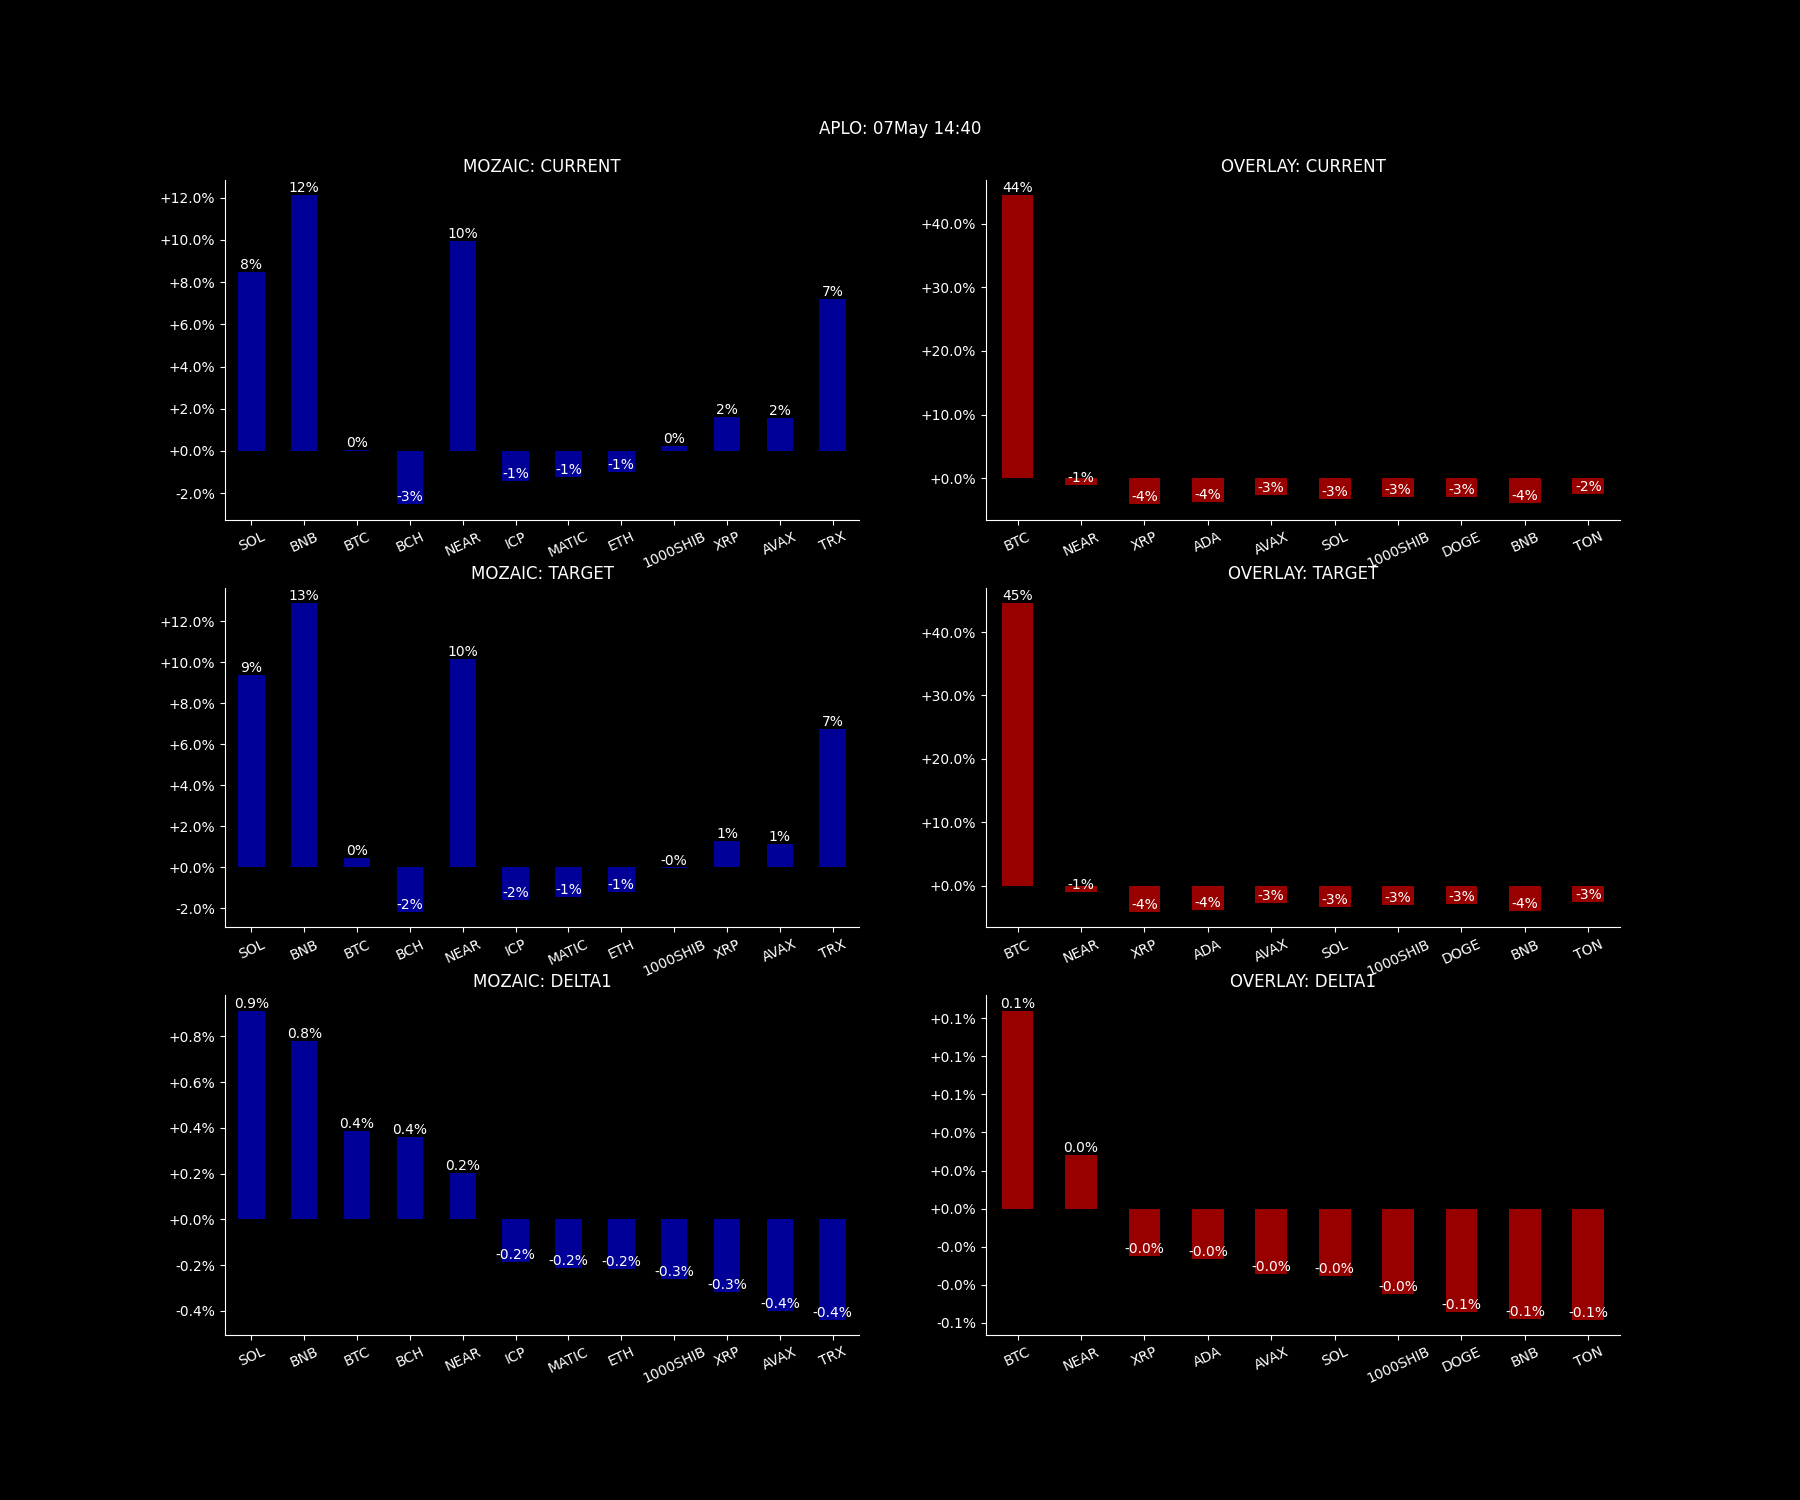 APLO: 07May 14:40
MOZAIC: CURRENT
+12.0%
+10.0%
+8.0%
+6.0%
+4.0%
+2.0%
+0.0%
-2.0%
8% 12% 0% -3% 10% -1% -1% -1% 0% 2% 2% 7%
SOL BNB BTC BCH NEAR ICP MATIC ETH 1000SHIB XRP AVAX TRX
OVERLAY: CURRENT
+40.0%
+30.0%
+20.0%
+10.0%
+0.0%
44% -1% -4% -4% -3% -3% -3% -3% -4% -2%
BTC NEAR XRP ADA AVAX SOL 1000SHIB DOGE BNB TON
MOZAIC: TARGET
+12.0%
+10.0%
+8.0%
+6.0%
+4.0%
+2.0%
+0.0%
-2.0%
9% 13% 0% -2% 10% -2% -1% -1% -0% 1% 1% 7%
SOL BNB BTC BCH NEAR ICP MATIC ETH 1000SHIB XRP AVAX TRX
OVERLAY: TARGET
+40.0%
+30.0%
+20.0%
+10.0%
+0.0%
45% -1% -4% -4% -3% -3% -3% -3% -4% -3%
BTC NEAR XRP ADA AVAX SOL 1000SHIB DOGE BNB TON
MOZAIC: DELTA1
+0.8%
+0.6%
+0.4%
+0.2%
+0.0%
-0.2%
-0.4%
0.9% 0.8% 0.4% 0.4% 0.2% -0.2% -0.2% -0.2% -0.3% -0.3% -0.4% -0.4%
SOL BNB BTC BCH NEAR ICP MATIC ETH 1000SHIB XRP AVAX TRX
OVERLAY: DELTA1
+0.1%
+0.1%
+0.1%
+0.0%
+0.0%
+0.0%
-0.0%
-0.0%
-0.1%
0.1% 0.0% -0.0% -0.0% -0.0% -0.0% -0.0% -0.1% -0.1% -0.1%
BTC NEAR XRP ADA AVAX SOL 1000SHIB DOGE BNB TON